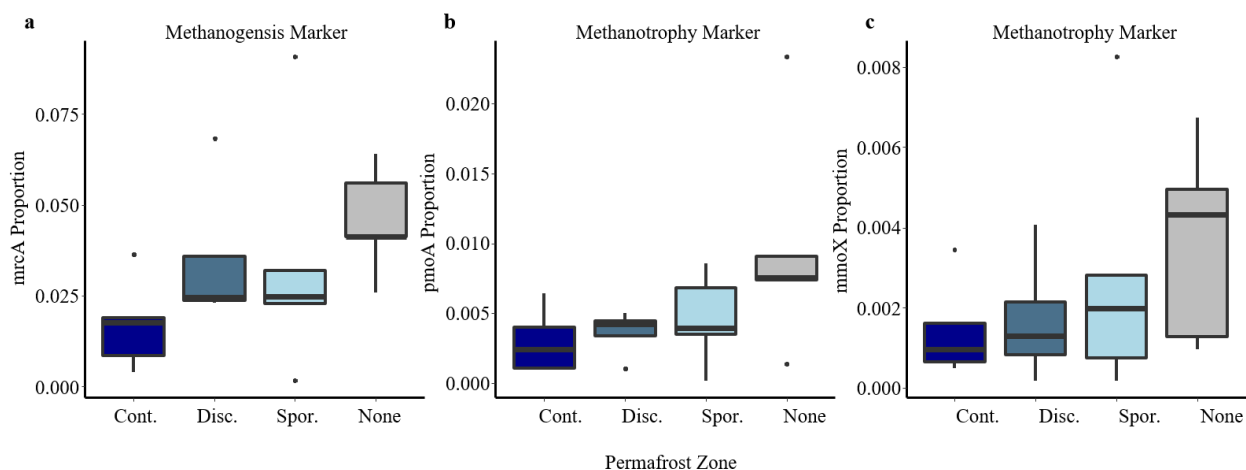 a
Methanogensis Marker
mrcA Proportion
0.075
0.050
0.025
0.000
Cont. Disc. Spor. None
b
Methanotrophy Marker
pmoA Proportion
0.020
0.015
0.010
0.005
0.000
Cont. Disc. Spor. None
c
Methanotrophy Marker
mmoX Proportion
0.008
0.006
0.004
0.002
0.000
Cont. Disc. Spor. None
Permafrost Zone